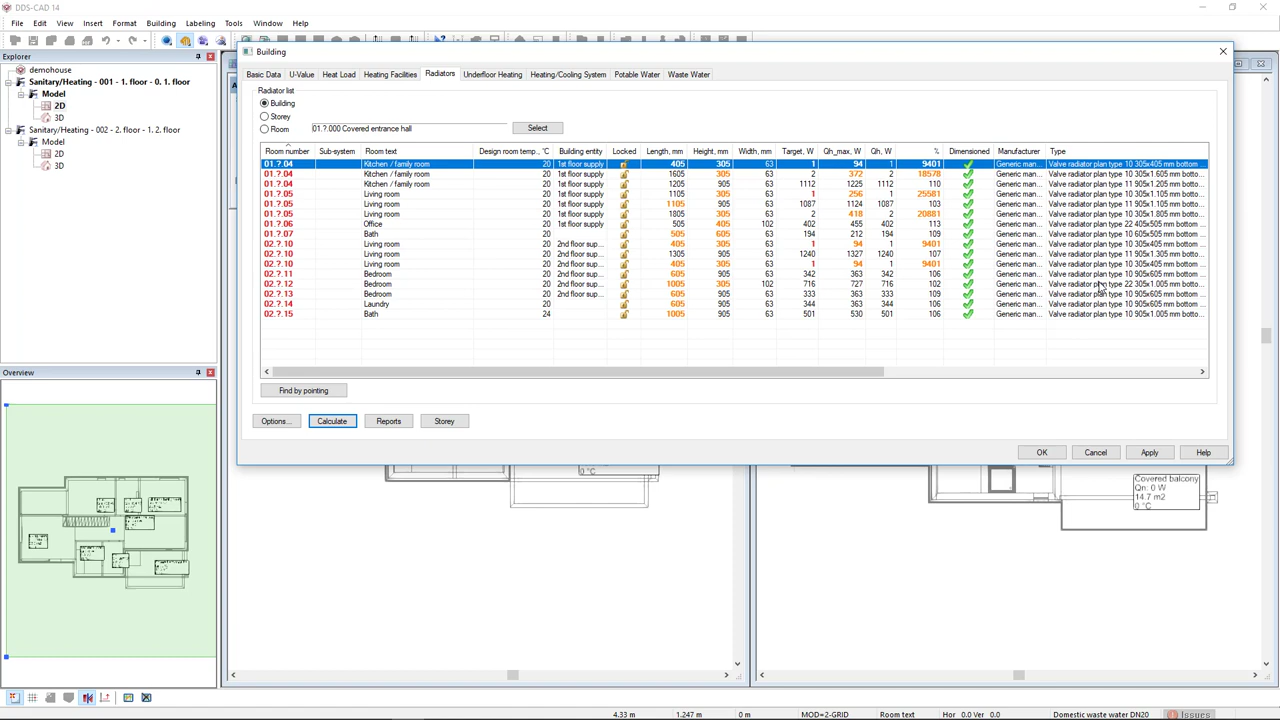 DDS-CAD 14
File Edit View Insert Format Building Labeling Tools Window Help
Explorer
demohouse
Sanitary/Heating - 001 - 1. floor - 0. 1. floor
Model
2D
3D
Sanitary/Heating - 002 - 2. floor - 1. 2. floor
Model
2D
3D
Overview
Building
Basic Data U-Value Heat Load Heating Facilities Radiators Underfloor Heating Heating/Cooling System Potable Water Waste Water
Radiator list
Building
Storey
Room 01.?.000 Covered entrance hall Select
Room number Sub-system Room text Design room temp., °C Building entity Locked Length, mm Height, mm Width, mm Target, W Qh_max, W Qh, W % Dimensioned Manufacturer Type
01.?.04 Kitchen / family room 20 1st floor supply 405 305 63 1 94 1 9401 Generic man... Valve radiator plan type 10 305x405 mm bottom ...
01.?.04 Kitchen / family room 20 1st floor supply 1605 305 63 2 372 2 18578 Generic man... Valve radiator plan type 10 305x1.605 mm botto...
01.?.04 Kitchen / family room 20 1st floor supply 1205 905 63 1112 1225 1112 110 Generic man... Valve radiator plan type 11 905x1.205 mm botto...
01.?.05 Living room 20 1st floor supply 1105 305 63 1 256 1 25581 Generic man... Valve radiator plan type 10 305x1.105 mm botto...
01.?.05 Living room 20 1st floor supply 1105 905 63 1087 1124 1087 103 Generic man... Valve radiator plan type 11 905x1.105 mm botto...
01.?.05 Living room 20 1st floor supply 1805 305 63 2 418 2 20881 Generic man... Valve radiator plan type 10 305x1.805 mm botto...
01.?.06 Office 20 1st floor supply 505 405 102 402 455 402 113 Generic man... Valve radiator plan type 22 405x505 mm bottom ...
01.?.07 Bath 20 505 605 63 194 212 194 109 Generic man... Valve radiator plan type 10 605x505 mm bottom ...
02.?.10 Living room 20 2nd floor sup... 405 305 63 1 94 1 9401 Generic man... Valve radiator plan type 10 305x405 mm bottom ...
02.?.10 Living room 20 2nd floor sup... 1305 905 63 1240 1327 1240 107 Generic man... Valve radiator plan type 11 905x1.305 mm botto...
02.?.10 Living room 20 2nd floor sup... 405 305 63 1 94 1 9401 Generic man... Valve radiator plan type 10 305x405 mm bottom ...
02.?.11 Bedroom 20 2nd floor sup... 605 905 63 342 363 342 106 Generic man... Valve radiator plan type 10 905x605 mm bottom ...
02.?.12 Bedroom 20 2nd floor sup... 1005 305 102 716 727 716 102 Generic man... Valve radiator plan type 22 305x1.005 mm botto...
02.?.13 Bedroom 20 2nd floor sup... 605 905 63 333 363 333 109 Generic man... Valve radiator plan type 10 905x605 mm bottom ...
02.?.14 Laundry 20 605 905 63 344 363 344 106 Generic man... Valve radiator plan type 10 905x605 mm bottom ...
02.?.15 Bath 24 1005 905 63 501 530 501 106 Generic man... Valve radiator plan type 10 905x1.005 mm botto...
Find by pointing
Options... Calculate Reports Storey
OK Cancel Apply Help
0 °C
Covered balcony
Qn: 0 W
14.7 m2
0 °C
4.33 m 1.247 m 0 m MOD=2-GRID Room text Hor 0.0 Ver 0.0 Domestic waste water DN20 Issues